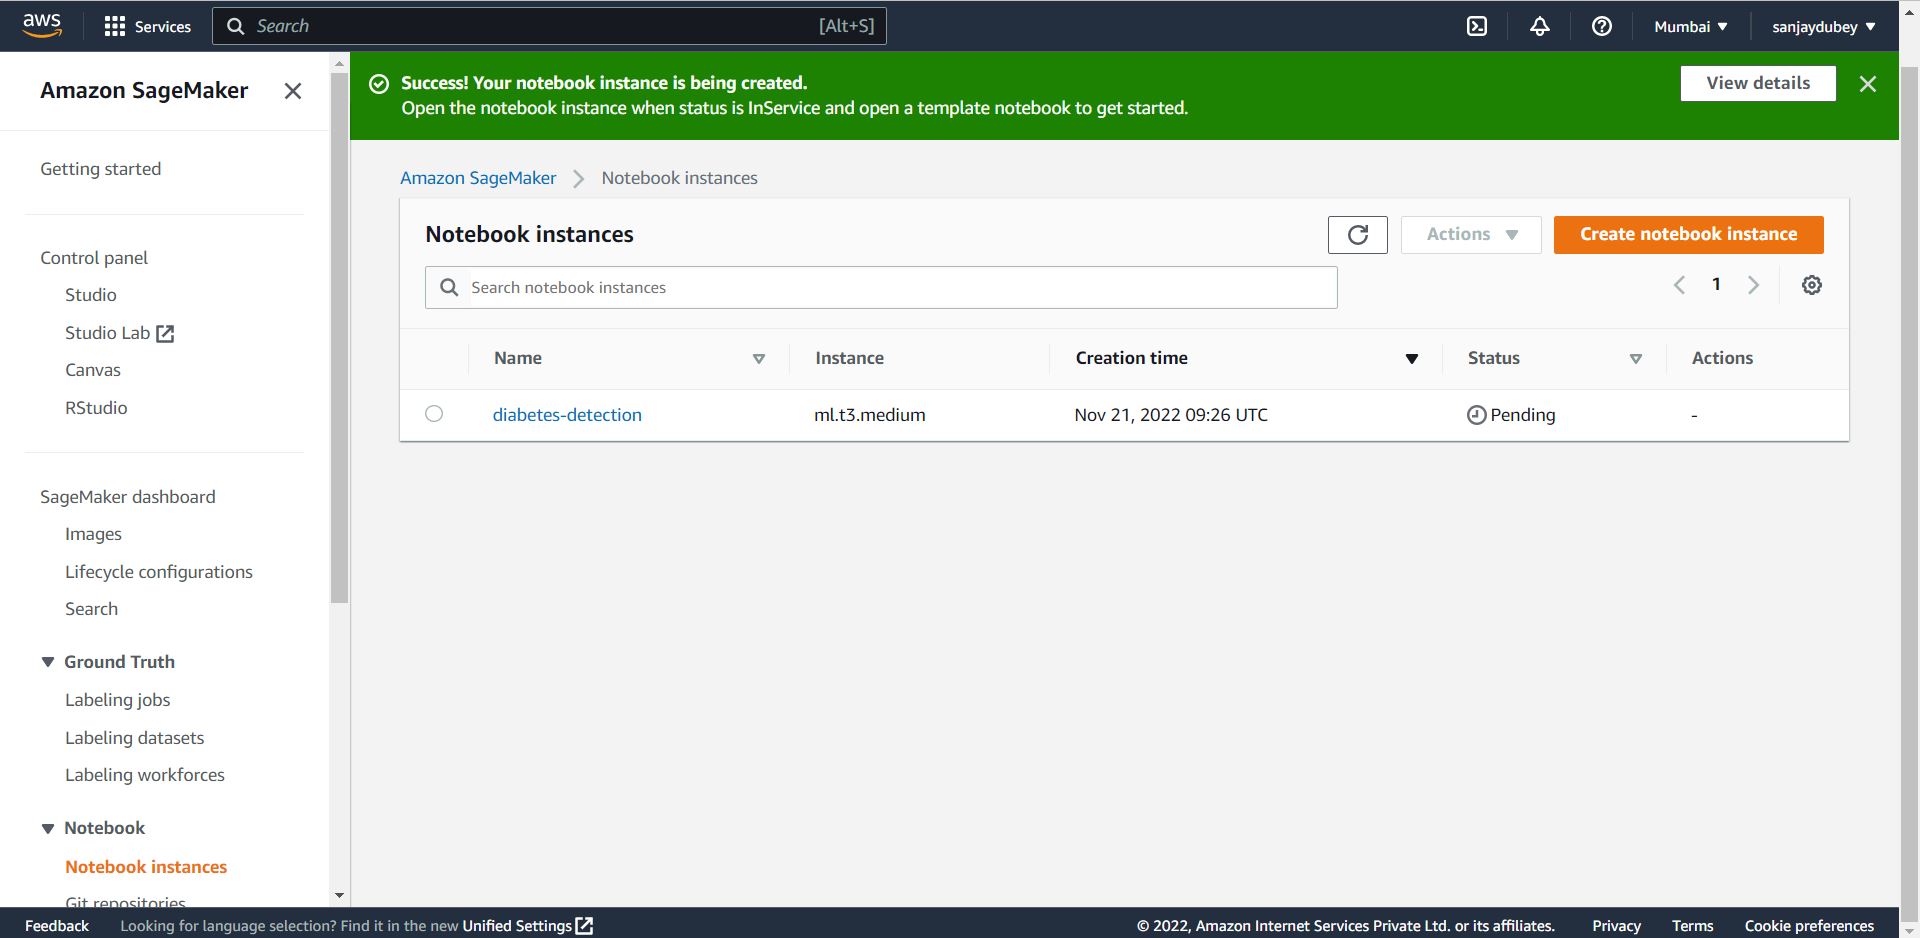 aws
Services
Search
[Alt+S]
Mumbai
sanjaydubey
Amazon SageMaker
Getting started
Control panel
Studio
Studio Lab
Canvas
RStudio
SageMaker dashboard
Images
Lifecycle configurations
Search
Ground Truth
Labeling jobs
Labeling datasets
Labeling workforces
Notebook
Notebook instances
Git repositories
Success! Your notebook instance is being created.
Open the notebook instance when status is InService and open a template notebook to get started.
View details
Amazon SageMaker
Notebook instances
Notebook instances
Actions
Create notebook instance
Search notebook instances
1
Name Instance Creation time Status Actions
diabetes-detection ml.t3.medium Nov 21, 2022 09:26 UTC Pending -
Feedback
Looking for language selection? Find it in the new Unified Settings
© 2022, Amazon Internet Services Private Ltd. or its affiliates.
Privacy
Terms
Cookie preferences